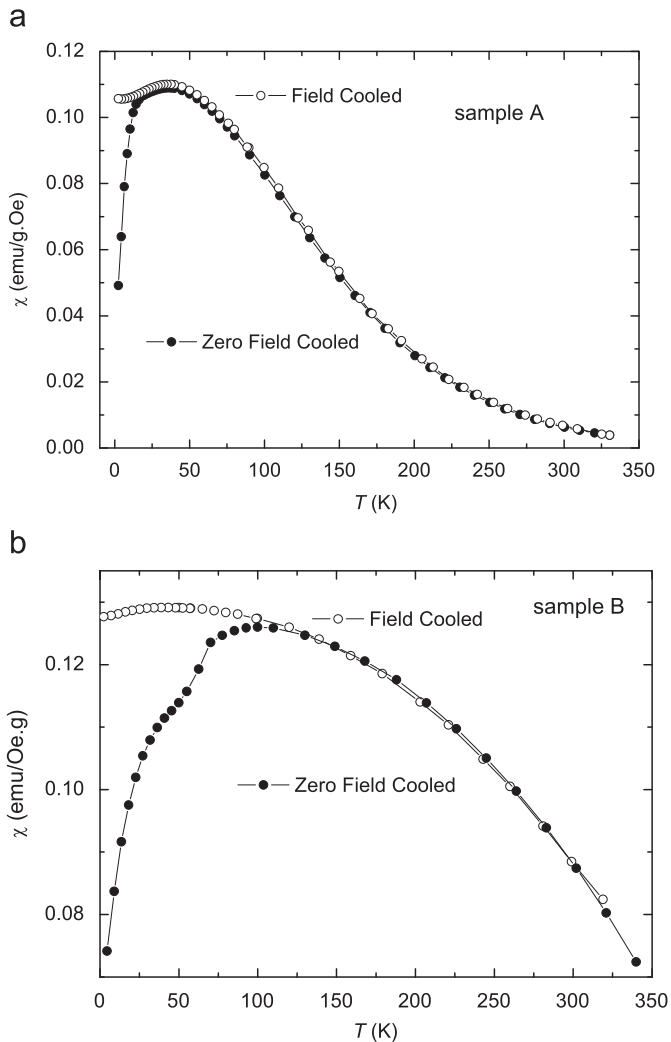 a
0.12
0.10
0.08
0.06
0.04
0.02
0.00
χ (emu/g.Oe)
Field Cooled
sample A
Zero Field Cooled
0 50 100 150 200 250 300 350
T (K)
b
0.12
0.10
0.08
χ (emu/Oe.g)
sample B
Field Cooled
Zero Field Cooled
0 50 100 150 200 250 300 350
T (K)